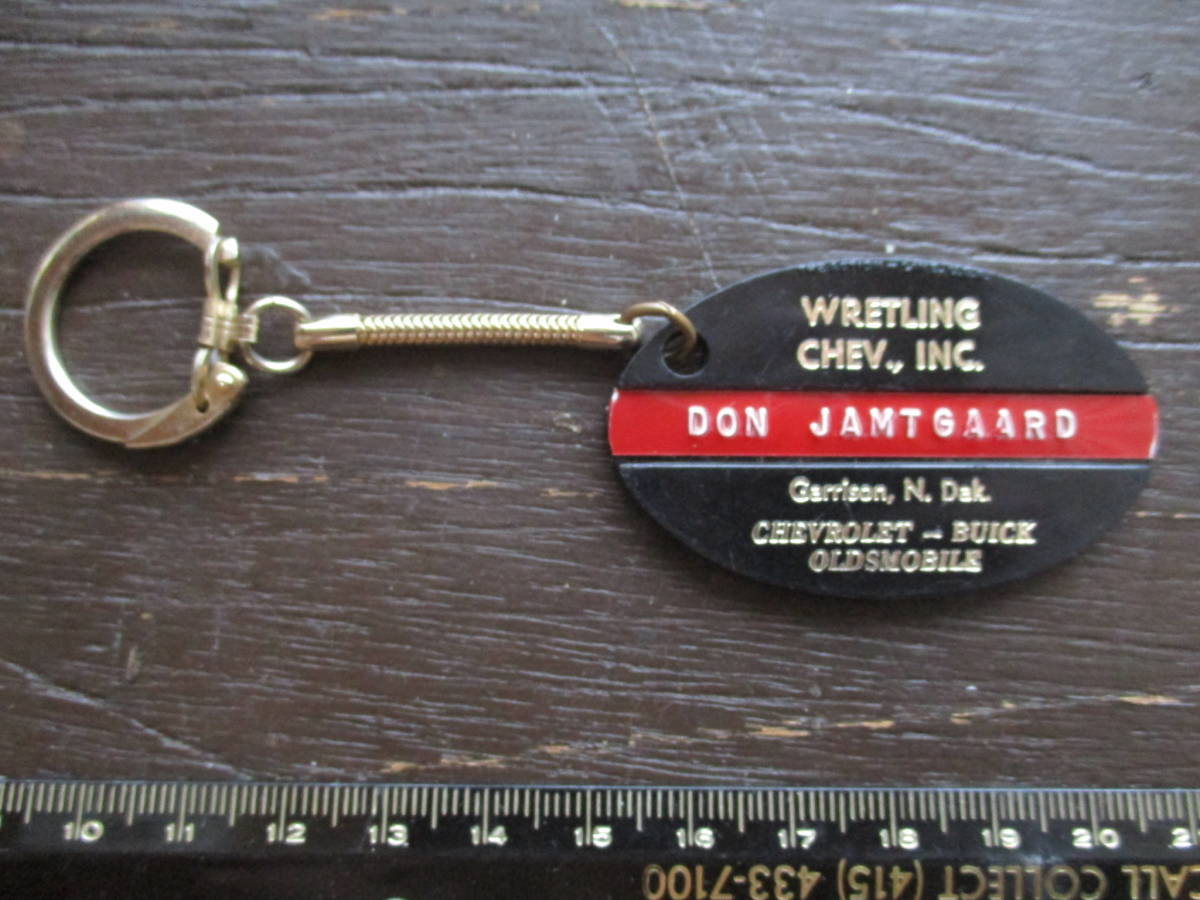 WRETLING
CHEV., INC.
DON JAMTGAARD
Garrison, N. Dak.
CHEVROLET - BUICK
OLDSMOBILE
10 11 12 13 14 15 16 17 18 19 20 2
CALL COLLECT (415) 433-7100